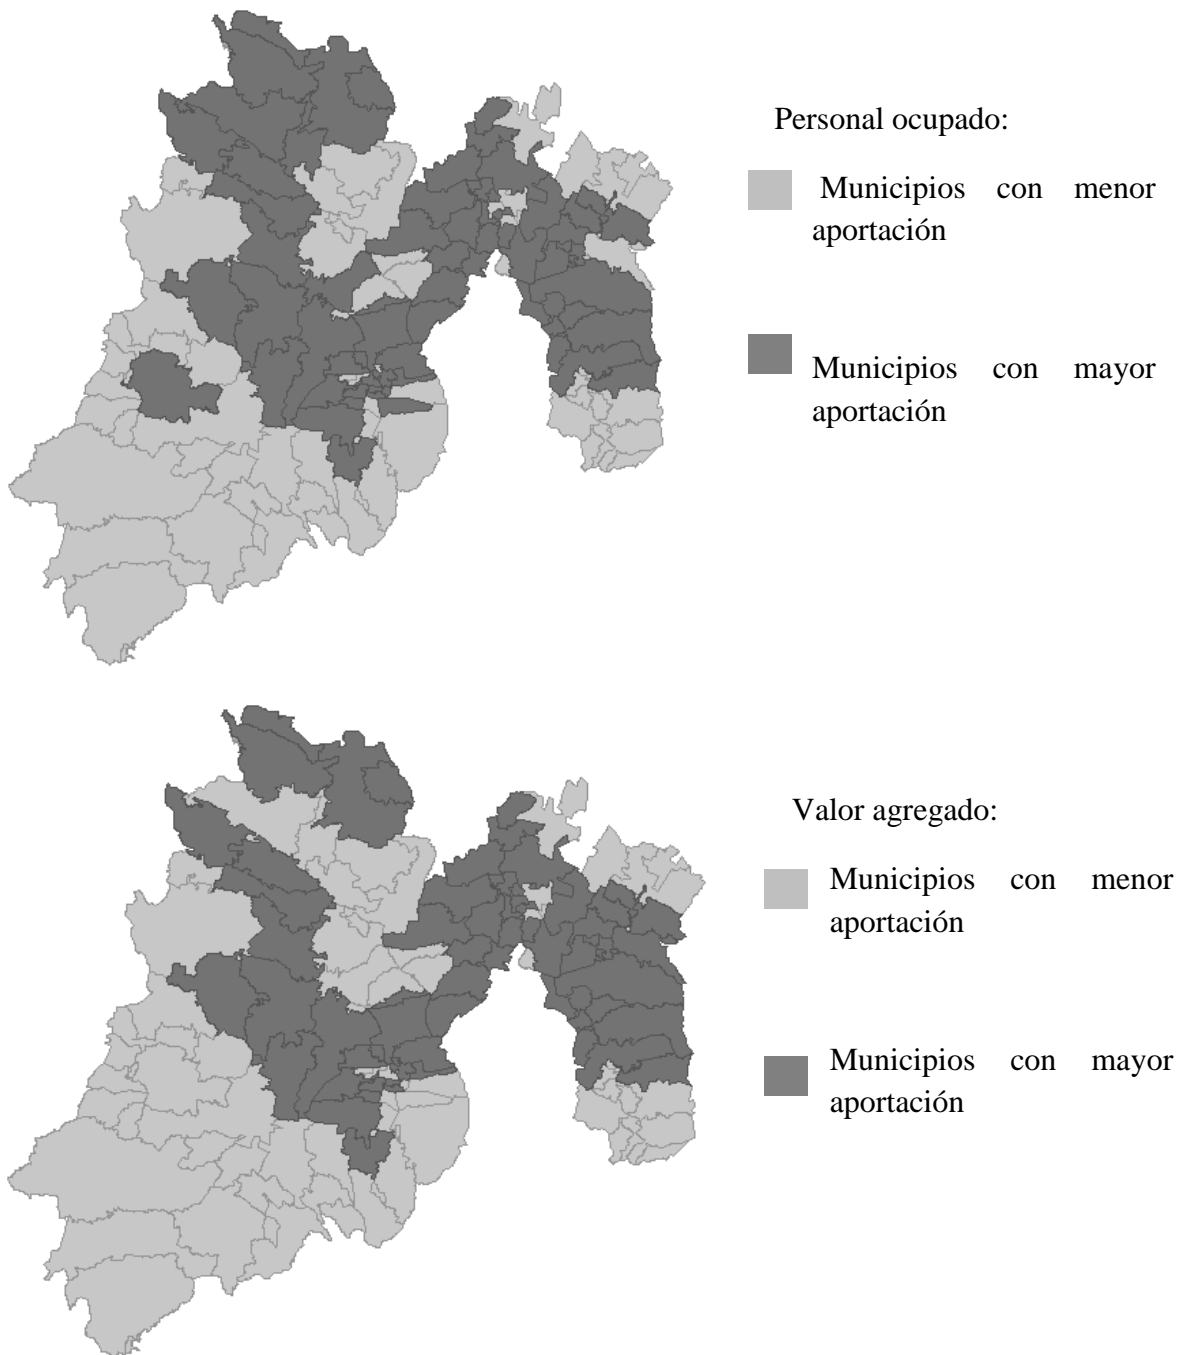 Personal ocupado:
Municipios con menor
aportación
Municipios con mayor
aportación
Valor agregado:
Municipios con menor
aportación
Municipios con mayor
aportación